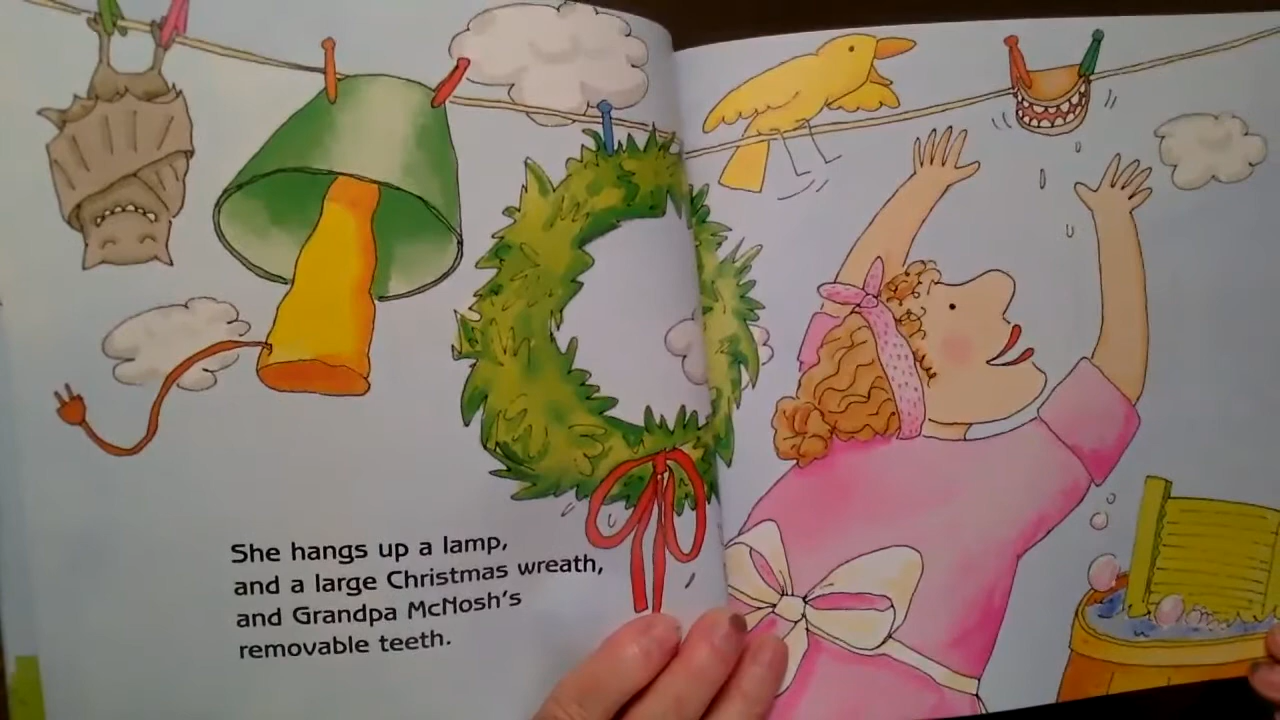 She hangs up a lamp,
and a large Christmas wreath,
and Grandpa McNosh's
removable teeth.